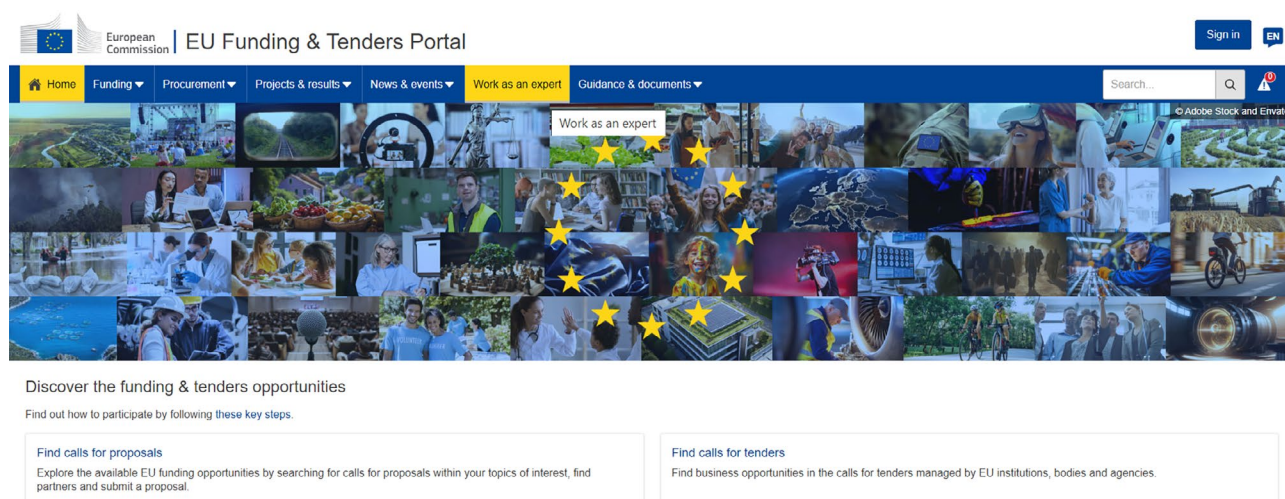 European
Commission
EU Funding & Tenders Portal
Sign in
EN
Home
Funding
Procurement
Projects & results
News & events
Work as an expert
Guidance & documents
Search...
0
© Adobe Stock and Envat
Work as an expert
VOLUNTEER
Discover the funding & tenders opportunities
Find out how to participate by following these key steps.
Find calls for proposals
Explore the available EU funding opportunities by searching for calls for proposals within your topics of interest, find
partners and submit a proposal.
Find calls for tenders
Find business opportunities in the calls for tenders managed by EU institutions, bodies and agencies.